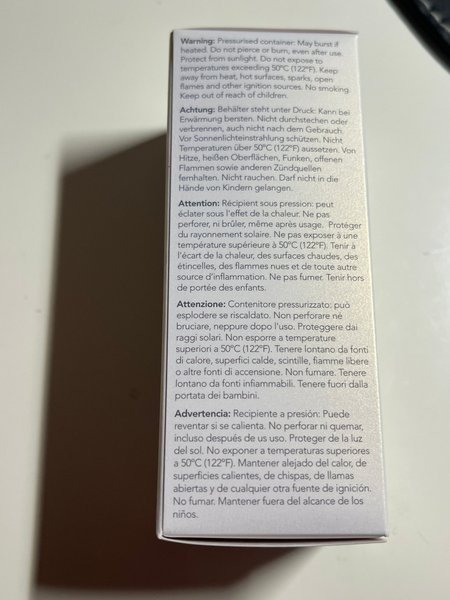 Warning: Pressurised container: May burst if
heated. Do not pierce or burn, even after use.
Protect from sunlight. Do not expose to
temperatures exceeding 50°C (122°F). Keep
away from heat, hot surfaces, sparks, open
flames and other ignition sources. No smoking.
Keep out of reach of children.
Achtung: Behälter steht unter Druck: Kann bei
Erwärmung bersten. Nicht durchstechen oder
verbrennen, auch nicht nach dem Gebrauch.
Vor Sonnenlichteinstrahlung schützen. Nicht
Temperaturen über 50°C (122°F) aussetzen. Von
Hitze, heißen Oberflächen, Funken, offenen
Flammen sowie anderen Zündquellen
fernhalten. Nicht rauchen. Darf nicht in die
Hände von Kindern gelangen.
Attention: Récipient sous pression: peut
éclater sous l'effet de la chaleur. Ne pas
perforer, ni brûler, même après usage. Protéger
du rayonnement solaire. Ne pas exposer à une
température supérieure à 50°C (122°F). Tenir à
l'écart de la chaleur, des surfaces chaudes, des
étincelles, des flammes nues et de toute autre
source d'inflammation. Ne pas fumer. Tenir hors
de portée des enfants.
Attenzione: Contenitore pressurizzato: può
esplodere se riscaldato. Non perforare né
bruciare, neppure dopo l'uso. Proteggere dai
raggi solari. Non esporre a temperature
superiori a 50°C (122°F). Tenere lontano da fonti
di calore, superfici calde, scintille, fiamme libere
o altre fonti di accensione. Non fumare. Tenere
lontano da fonti infiammabili. Tenere fuori dalla
portata dei bambini.
Advertencia: Recipiente a presión: Puede
reventar si se calienta. No perforar ni quemar,
incluso después de us uso. Proteger de la luz
del sol. No exponer a temperaturas superiores
a 50°C (122°F). Mantener alejado del calor, de
superficies calientes, de chispas, de llamas
abiertas y de cualquier otra fuente de ignición.
No fumar. Mantener fuera del alcance de los
niños.